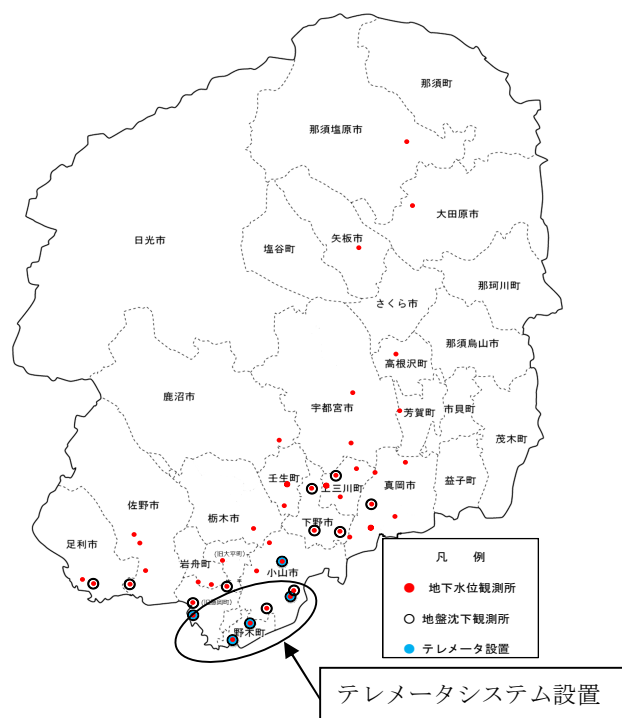 那須町
那須塩原市
大田原市
日光市
塩谷町
矢板市
那珂川町
さくら市
那須烏山市
高根沢町
鹿沼市
宇都宮市
芳賀町
市貝町
茂木町
壬生町
上三川町
真岡市
益子町
佐野市
栃木市
下野市
足利市
(旧大平町)
岩舟町
小山市
野木町
凡 例
地下水位観測所
地盤沈下観測所
テレメータ設置
テレメータシステム設置